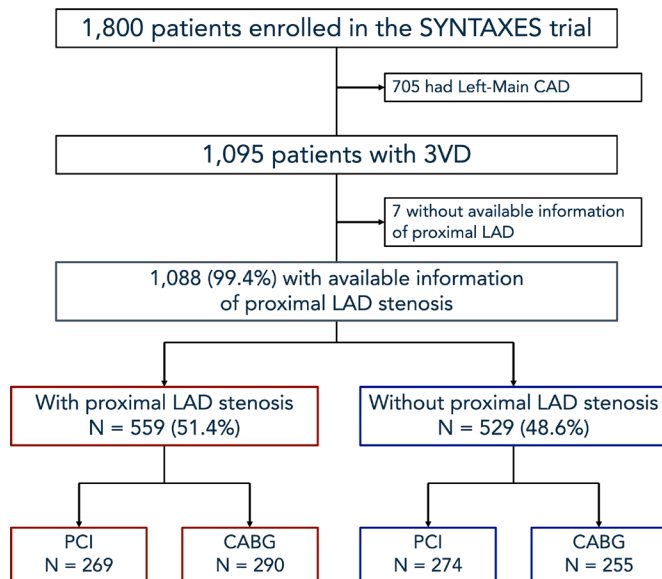 1,800 patients enrolled in the SYNTAXES trial
705 had Left-Main CAD
1,095 patients with 3VD
7 without available information
of proximal LAD
1,088 (99.4%) with available information
of proximal LAD stenosis
With proximal LAD stenosis
N = 559 (51.4%)
Without proximal LAD stenosis
N = 529 (48.6%)
PCI
N = 269
CABG
N = 290
PCI
N = 274
CABG
N = 255